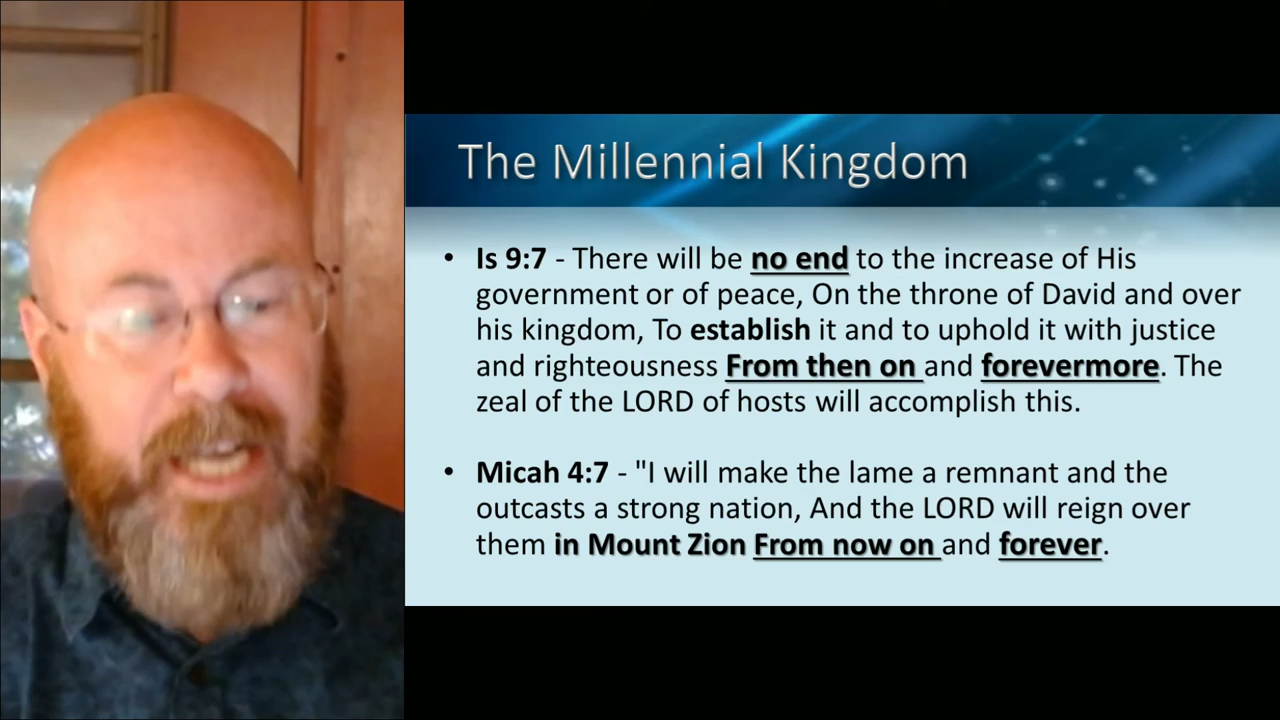 The Millennial Kingdom
• Is 9:7 - There will be no end to the increase of His
government or of peace, On the throne of David and over
his kingdom, To establish it and to uphold it with justice
and righteousness From then on and forevermore. The
zeal of the LORD of hosts will accomplish this.
• Micah 4:7 - "I will make the lame a remnant and the
outcasts a strong nation, And the LORD will reign over
them in Mount Zion From now on and forever.